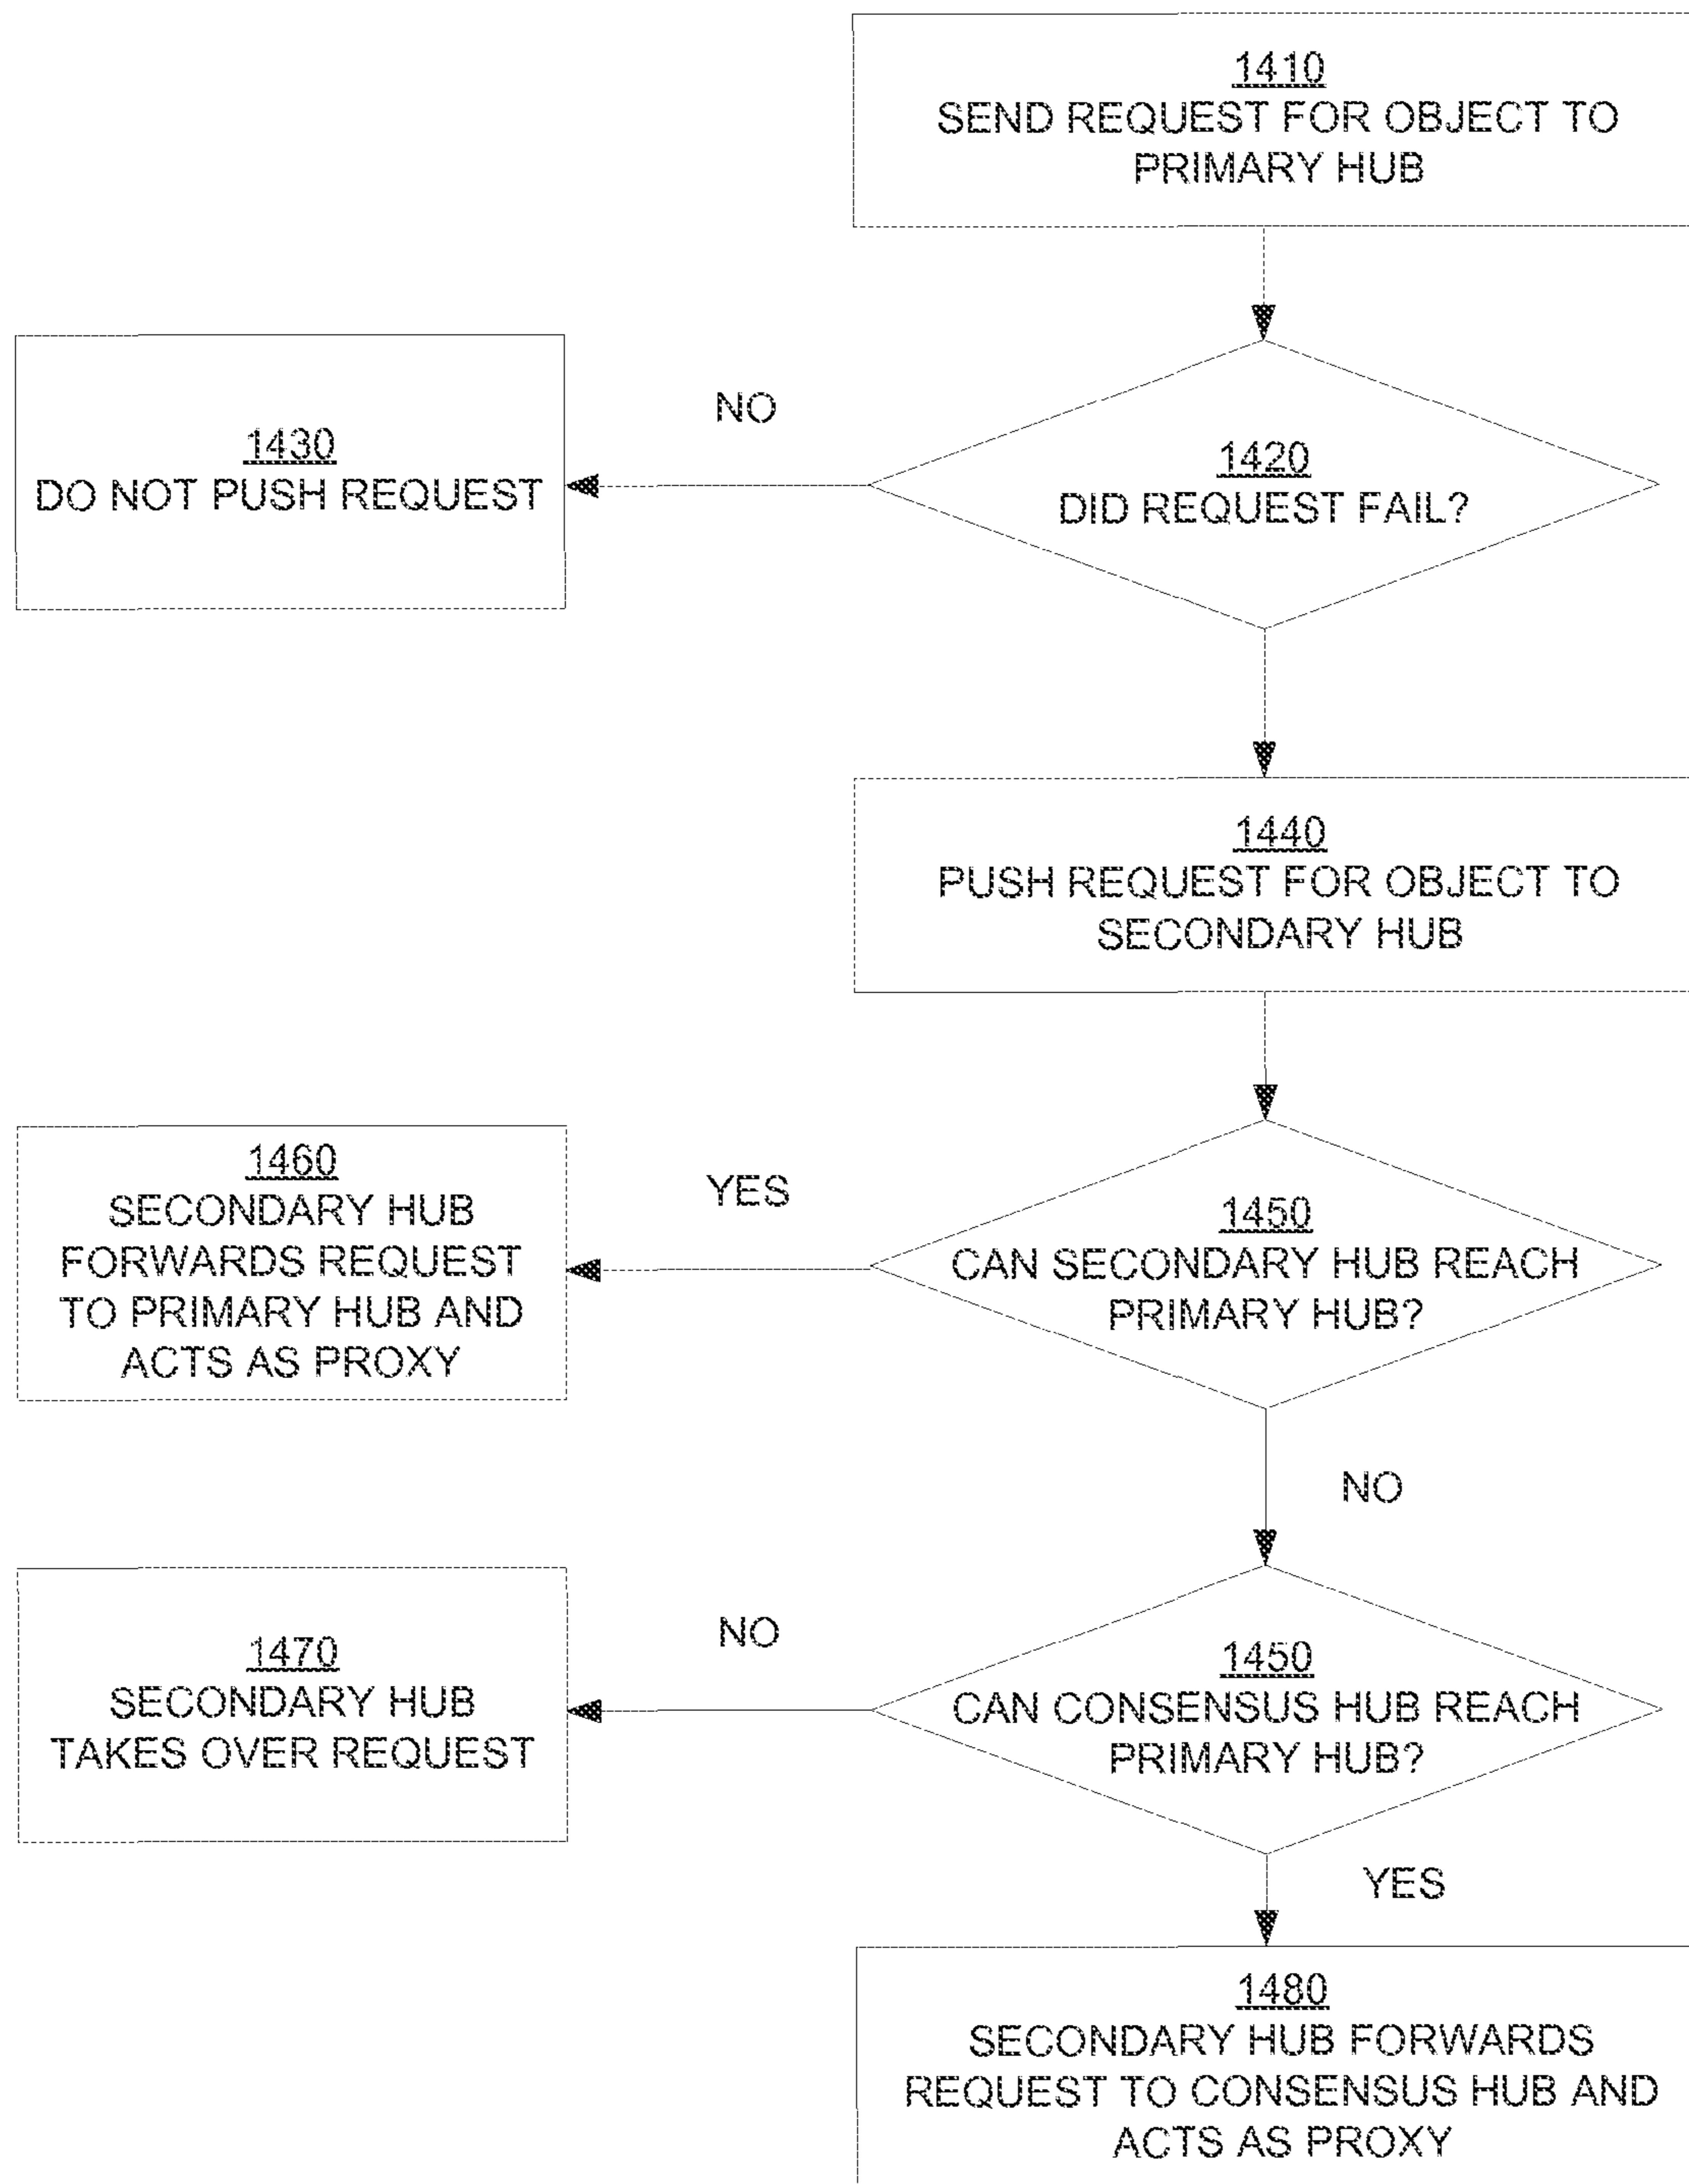 1410
SEND REQUEST FOR OBJECT TO
PRIMARY HUB
NO
1430
DO NOT PUSH REQUEST
1420
DID REQUEST FAIL?
1440
PUSH REQUEST FOR OBJECT TO
SECONDARY HUB
1460
SECONDARY HUB
FORWARDS REQUEST
TO PRIMARY HUB AND
ACTS AS PROXY
YES
1450
CAN SECONDARY HUB REACH
PRIMARY HUB?
NO
1470
SECONDARY HUB
TAKES OVER REQUEST
NO
1450
CAN CONSENSUS HUB REACH
PRIMARY HUB?
YES
1480
SECONDARY HUB FORWARDS
REQUEST TO CONSENSUS HUB AND
ACTS AS PROXY